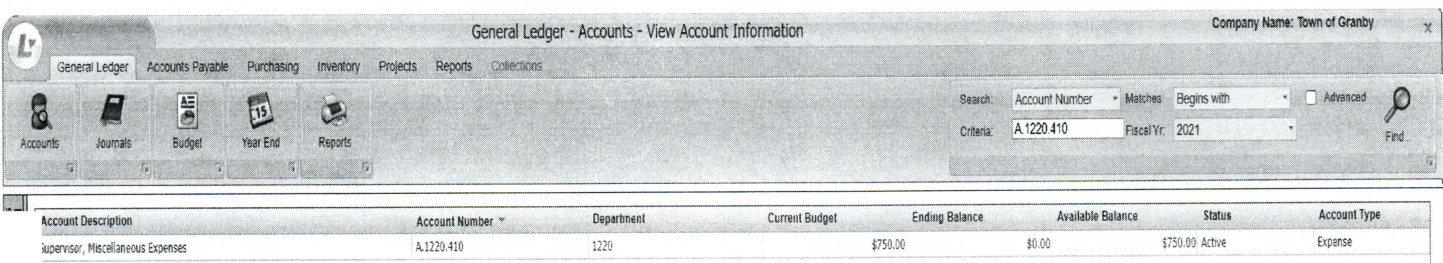 General Ledger - Accounts - View Account Information
Company Name: Town of Granby
X
General Ledger Accounts Payable Purchasing Inventory Projects Reports Collections
Search: Account Number Matches Begins with Advanced
Criteria: A.1220.410 Fiscal Yr: 2021 Find...
Accounts Journals Budget Year End Reports
Account Description Account Number Department Current Budget Ending Balance Available Balance Status Account Type
Supervisor, Miscellaneous Expenses A.1220.410 1220 $750.00 $0.00 $750.00 Active Expense